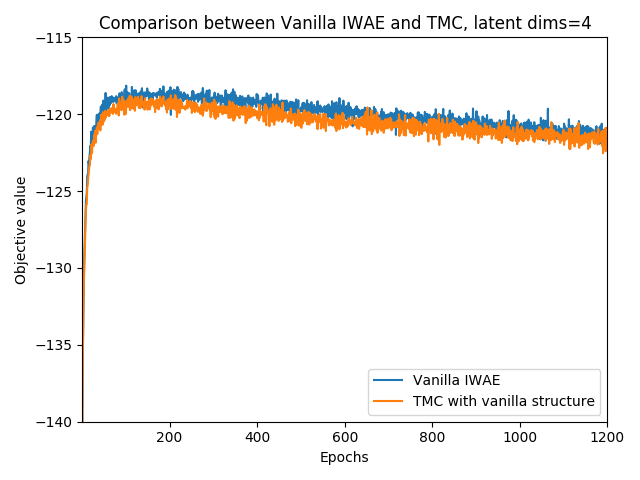 Comparison between Vanilla IWAE and TMC, latent dims=4
−115
−120
−125
−130
−135
−140
Objective value
Vanilla IWAE
TMC with vanilla structure
200
400
600
800
1000
1200
Epochs